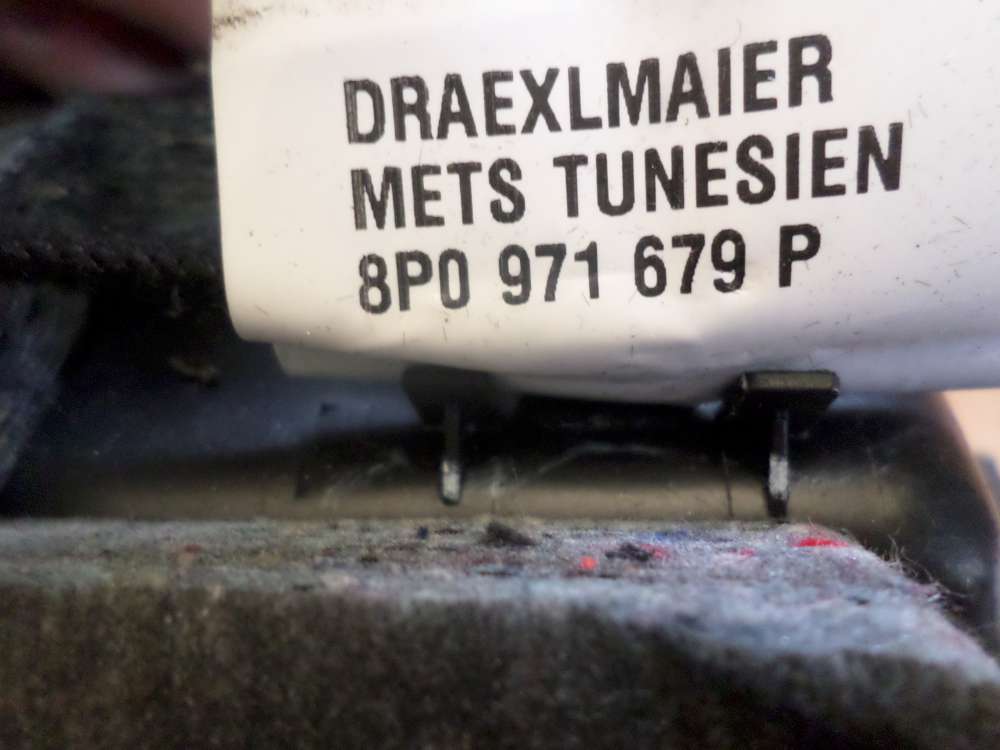 DRAEXLMAIER
METS TUNESIEN
8P0 971 679 P